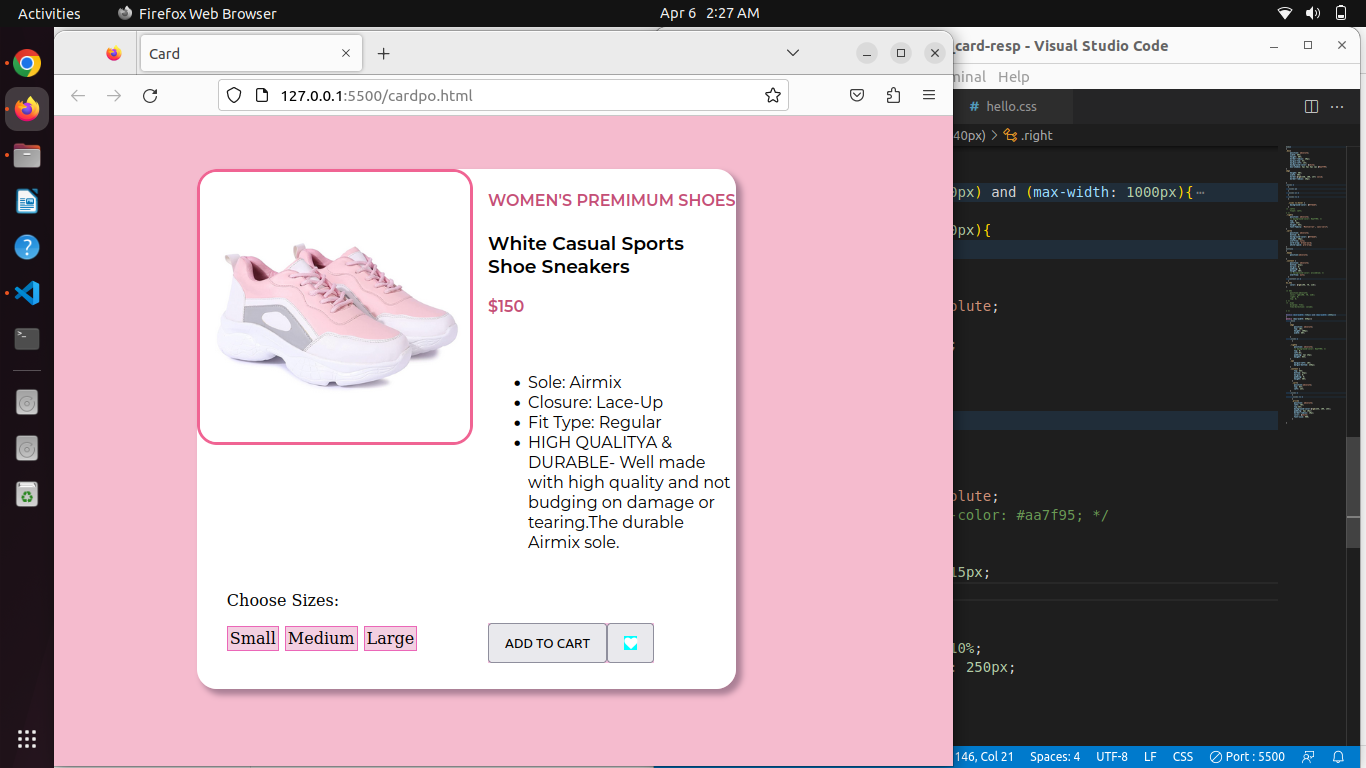 Activities
Firefox Web Browser
Apr 6 2:27 AM
Card
card-resp - Visual Studio Code
minal Help
127.0.0.1:5500/cardpo.html
# hello.css
40px) > .right
0px) and (max-width: 1000px){
0px){
WOMEN'S PREMIMUM SHOES
White Casual Sports
Shoe Sneakers
$150
olute;
;
Sole: Airmix
Closure: Lace-Up
Fit Type: Regular
HIGH QUALITYA &
DURABLE- Well made
with high quality and not
budging on damage or
tearing.The durable
Airmix sole.
olute;
-color: #aa7f95; */
15px;
Choose Sizes:
Small Medium Large
ADD TO CART
10%;
: 250px;
146, Col 21 Spaces: 4 UTF-8 LF CSS Port : 5500